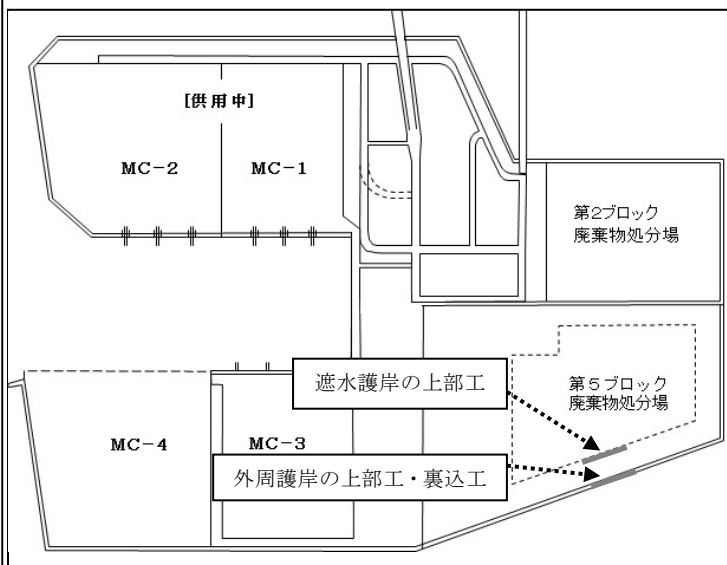 [供用中]
MC-2
MC-1
第2ブロック
廃棄物処分場
遮水護岸の上部工
第5ブロック
廃棄物処分場
MC-4
MC-3
外周護岸の上部工・裏込工